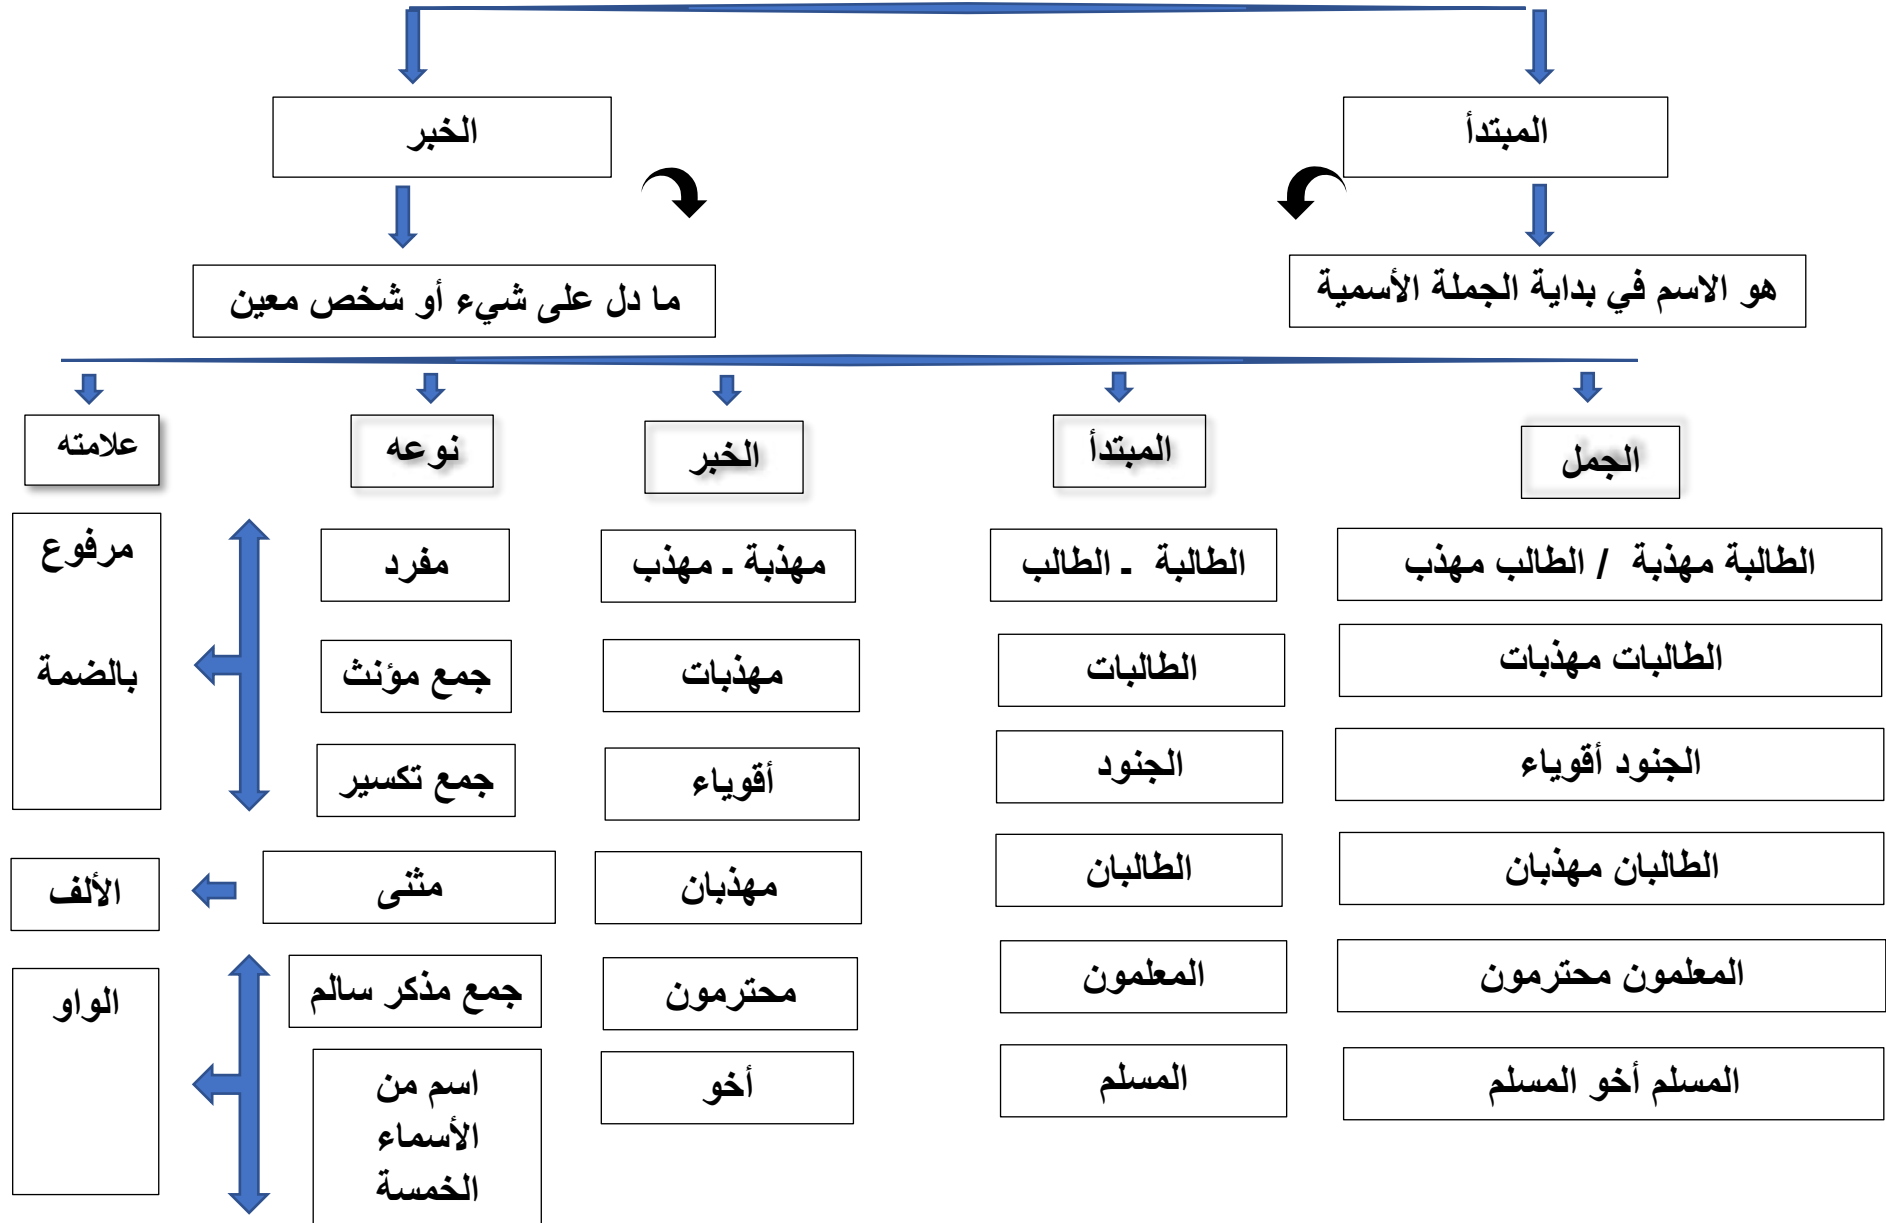 المبتدأ
الخبر
هو الاسم في بداية الجملة الأسمية
ما دل على شيء أو شخص معين
الجمل
المبتدأ
الخبر
نوعه
علامته
الطالبة مهذبة / الطالب مهذب
الطالبة - الطالب
مهذبة - مهذب
مفرد
مرفوع
بالضمة
الطالبات مهذبات
الطالبات
مهذبات
جمع مؤنث
الجنود أقوياء
الجنود
أقوياء
جمع تكسير
الطالبان مهذبان
الطالبان
مهذبان
مثنى
الألف
المعلمون محترمون
المعلمون
محترمون
جمع مذكر سالم
الواو
المسلم أخو المسلم
المسلم
أخو
اسم من
الأسماء
الخمسة